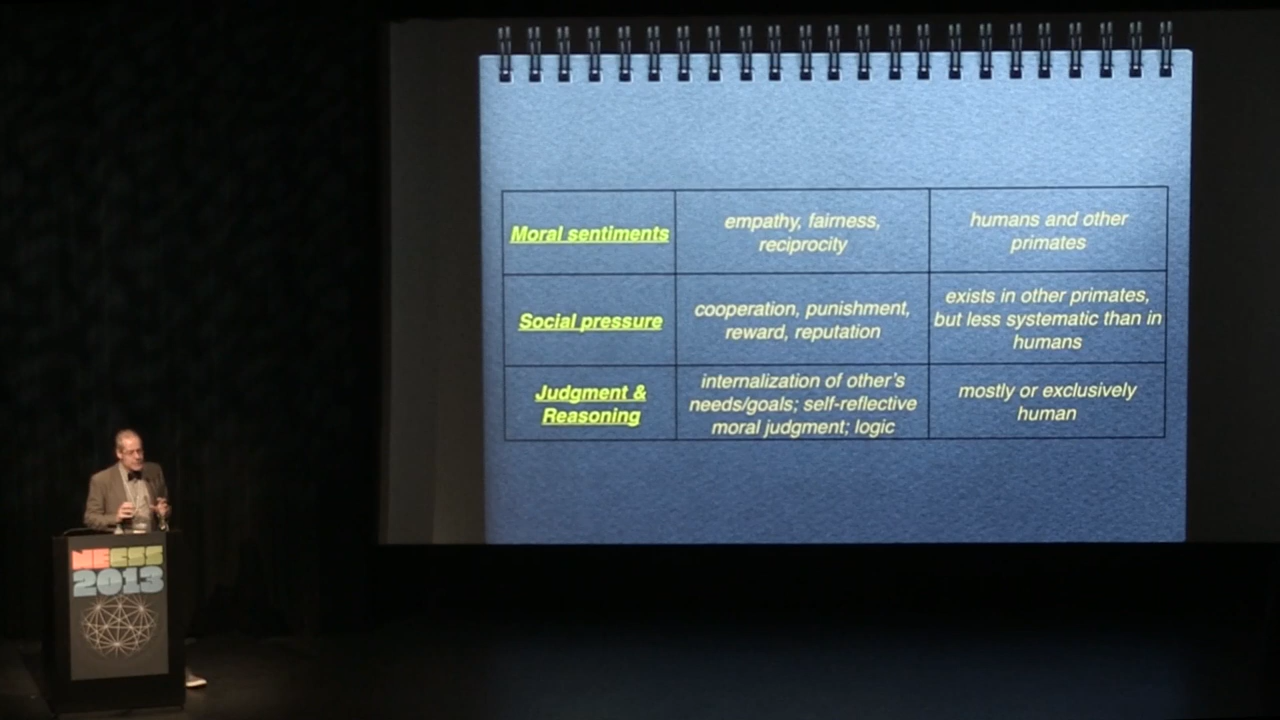 Moral sentiments
empathy, fairness,
reciprocity
humans and other
primates
Social pressure
cooperation, punishment,
reward, reputation
exists in other primates,
but less systematic than in
humans
Judgment &
Reasoning
internalization of other's
needs/goals; self-reflective
moral judgment; logic
mostly or exclusively
human
NECSS
2013